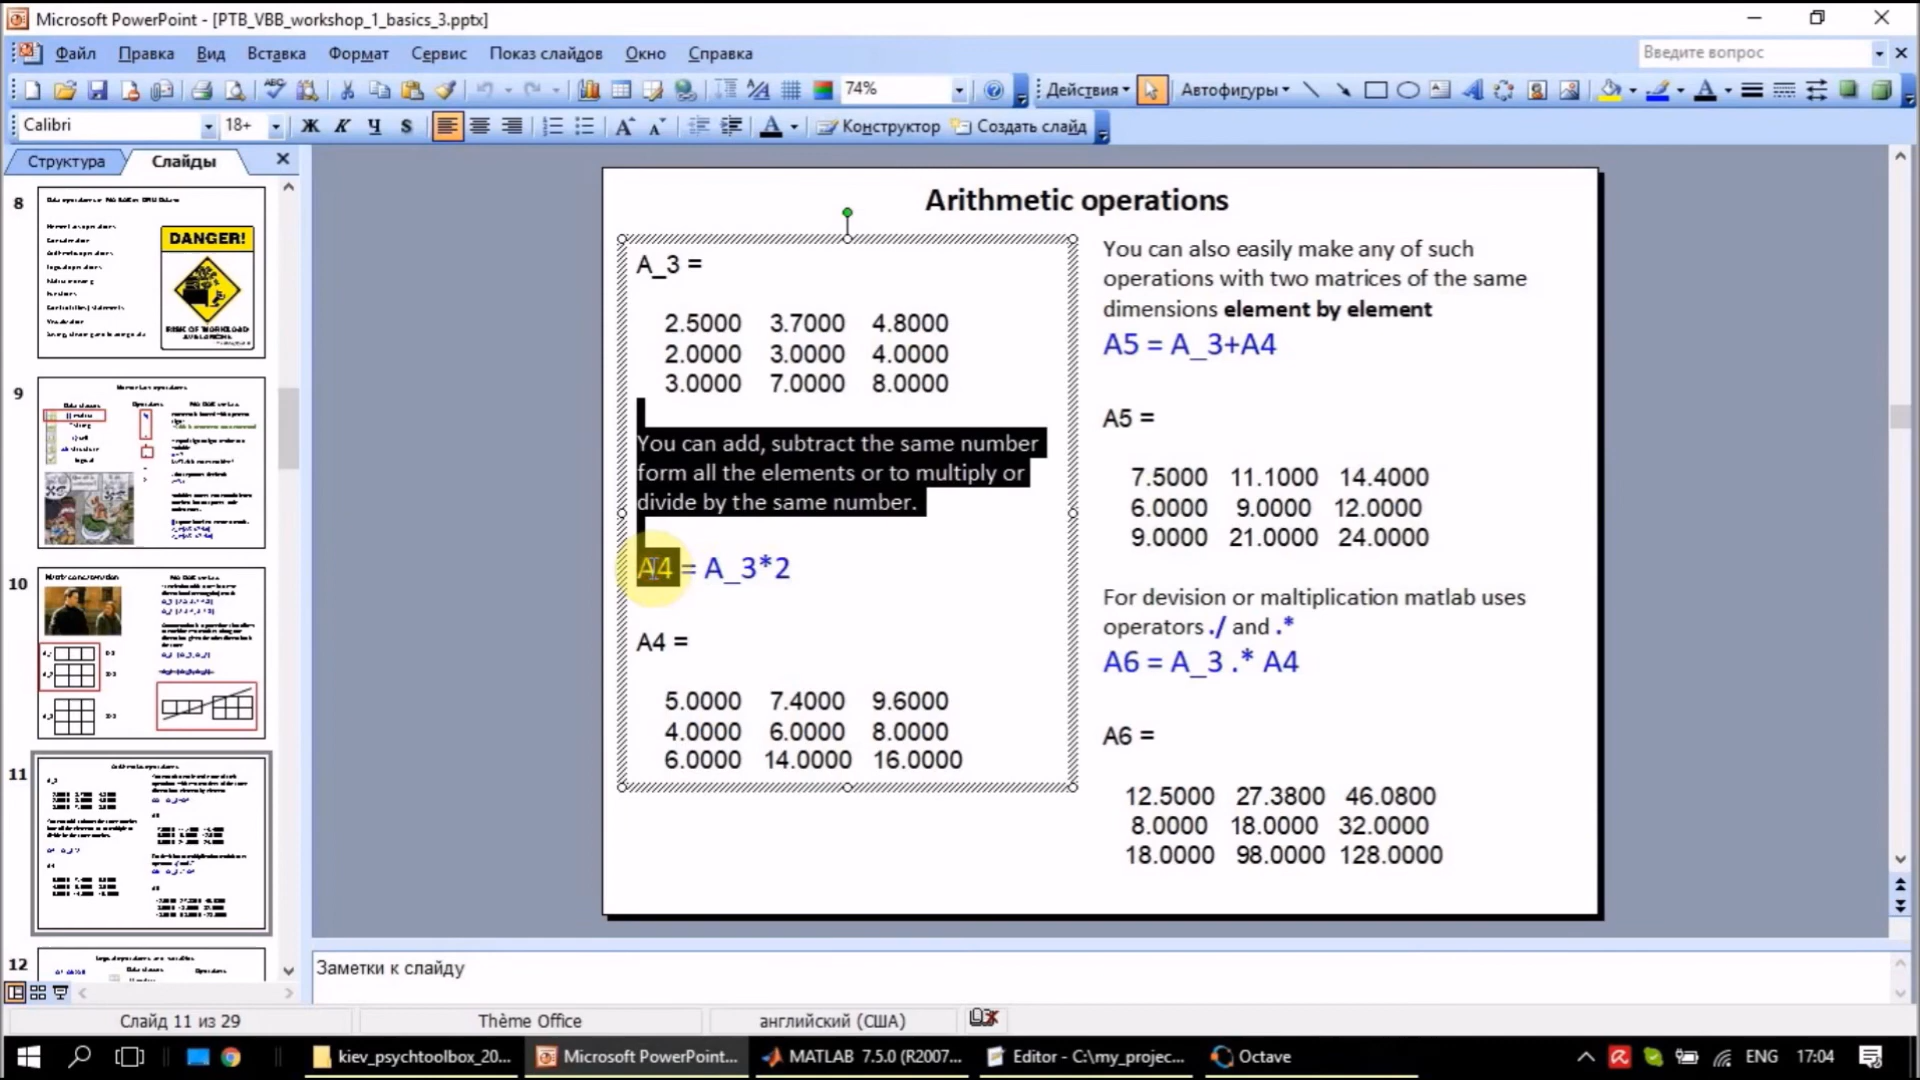 Microsoft PowerPoint - [PTB_VBB_workshop_1_basics_3.pptx]
Файл Правка Вид Вставка Формат Сервис Показ слайдов Окно Справка Введите вопрос
74% Действия Автофигуры
Calibri 18+ Ж К Ч S Конструктор Создать слайд
Структура Слайды
8
DANGER!
9
10
11
12
Arithmetic operations
A_3 =
2.5000 3.7000 4.8000
2.0000 3.0000 4.0000
3.0000 7.0000 8.0000
You can add, subtract the same number
form all the elements or to multiply or
divide by the same number.
A4 = A_3*2
A4 =
5.0000 7.4000 9.6000
4.0000 6.0000 8.0000
6.0000 14.0000 16.0000
You can also easily make any of such
operations with two matrices of the same
dimensions element by element
A5 = A_3+A4
A5 =
7.5000 11.1000 14.4000
6.0000 9.0000 12.0000
9.0000 21.0000 24.0000
For devision or maltiplication matlab uses
operators ./ and .*
A6 = A_3 .* A4
A6 =
12.5000 27.3800 46.0800
8.0000 18.0000 32.0000
18.0000 98.0000 128.0000
Заметки к слайду
Слайд 11 из 29 Thème Office английский (США)
kiev_psychtoolbox_20... Microsoft PowerPoint... MATLAB 7.5.0 (R2007... Editor - C:\my_projec... Octave ENG 17:04